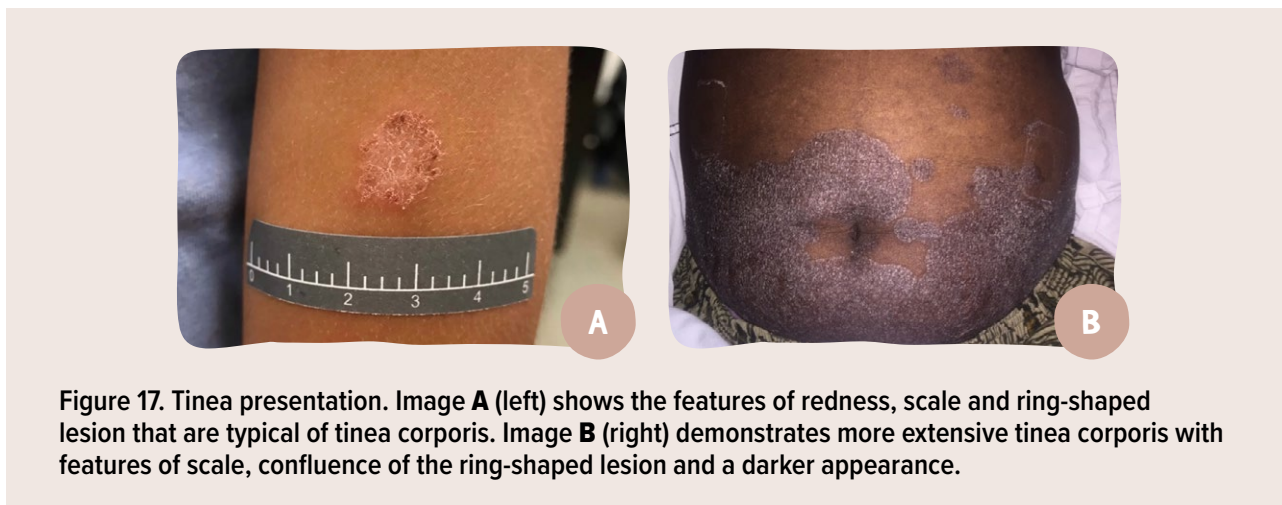 0 1 2 3 4 5
A
B
Figure 17. Tinea presentation. Image A (left) shows the features of redness, scale and ring-shaped
lesion that are typical of tinea corporis. Image B (right) demonstrates more extensive tinea corporis with
features of scale, confluence of the ring-shaped lesion and a darker appearance.